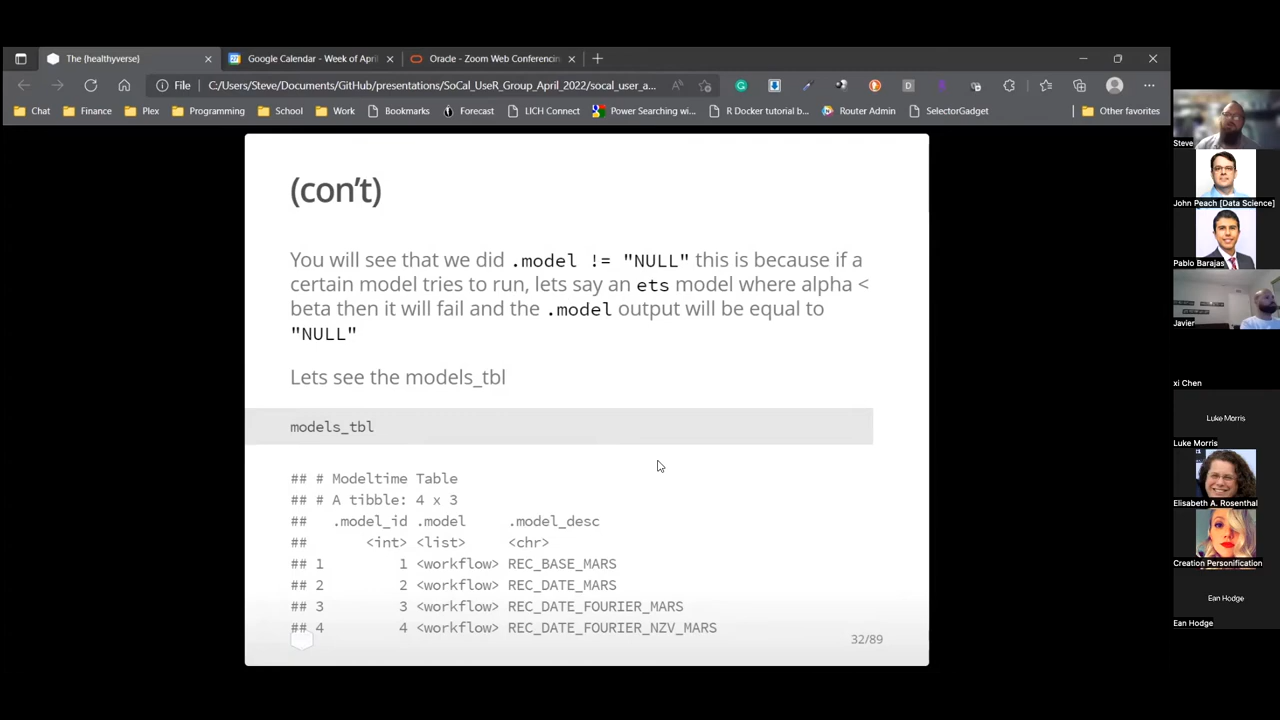 The {healthyverse)
Google Calendar - Week of April
Oracle - Zoom Web Conferencin
File
C:/Users/Steve/Documents/GitHub/presentations/SoCal_UseR_Group_April_2022/socal_user_a...
Chat
Finance
Plex
Programming
School
Work
Bookmarks
Forecast
LICH Connect
Power Searching wi...
R Docker tutorial b...
Router Admin
SelectorGadget
Other favorites
(con't)
You will see that we did .model != "NULL" this is because if a
certain model tries to run, lets say an ets model where alpha <
beta then it will fail and the .model output will be equal to
"NULL"
Lets see the models_tbl
models_tbl
## # Modeltime Table
## # A tibble: 4 x 3
## .model_id .model .model_desc
## <int> <list> <chr>
## 1 1 <workflow> REC_BASE_MARS
## 2 2 <workflow> REC_DATE_MARS
## 3 3 <workflow> REC_DATE_FOURIER_MARS
## 4 4 <workflow> REC_DATE_FOURIER_NZV_MARS
32/89
Steve
John Peach [Data Science]
Pablo Barajas
Javier
xi Chen
Luke Morris
Luke Morris
Elisabeth A. Rosenthal
Creation Personification
Ean Hodge
Ean Hodge